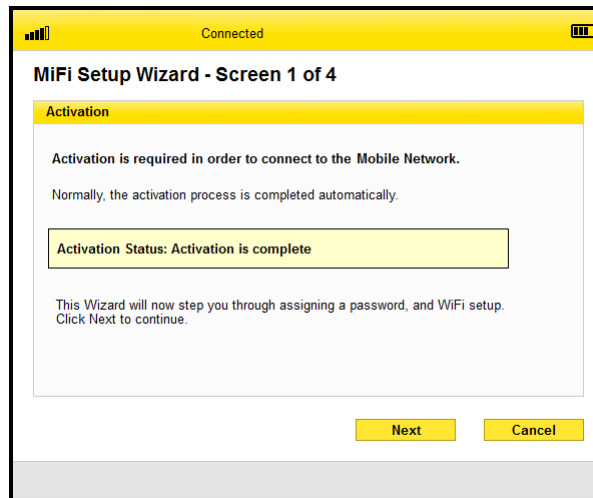 Connected
MiFi Setup Wizard - Screen 1 of 4
Activation
Activation is required in order to connect to the Mobile Network.
Normally, the activation process is completed automatically.
Activation Status: Activation is complete
This Wizard will now step you through assigning a password, and WiFi setup.
Click Next to continue.
Next Cancel